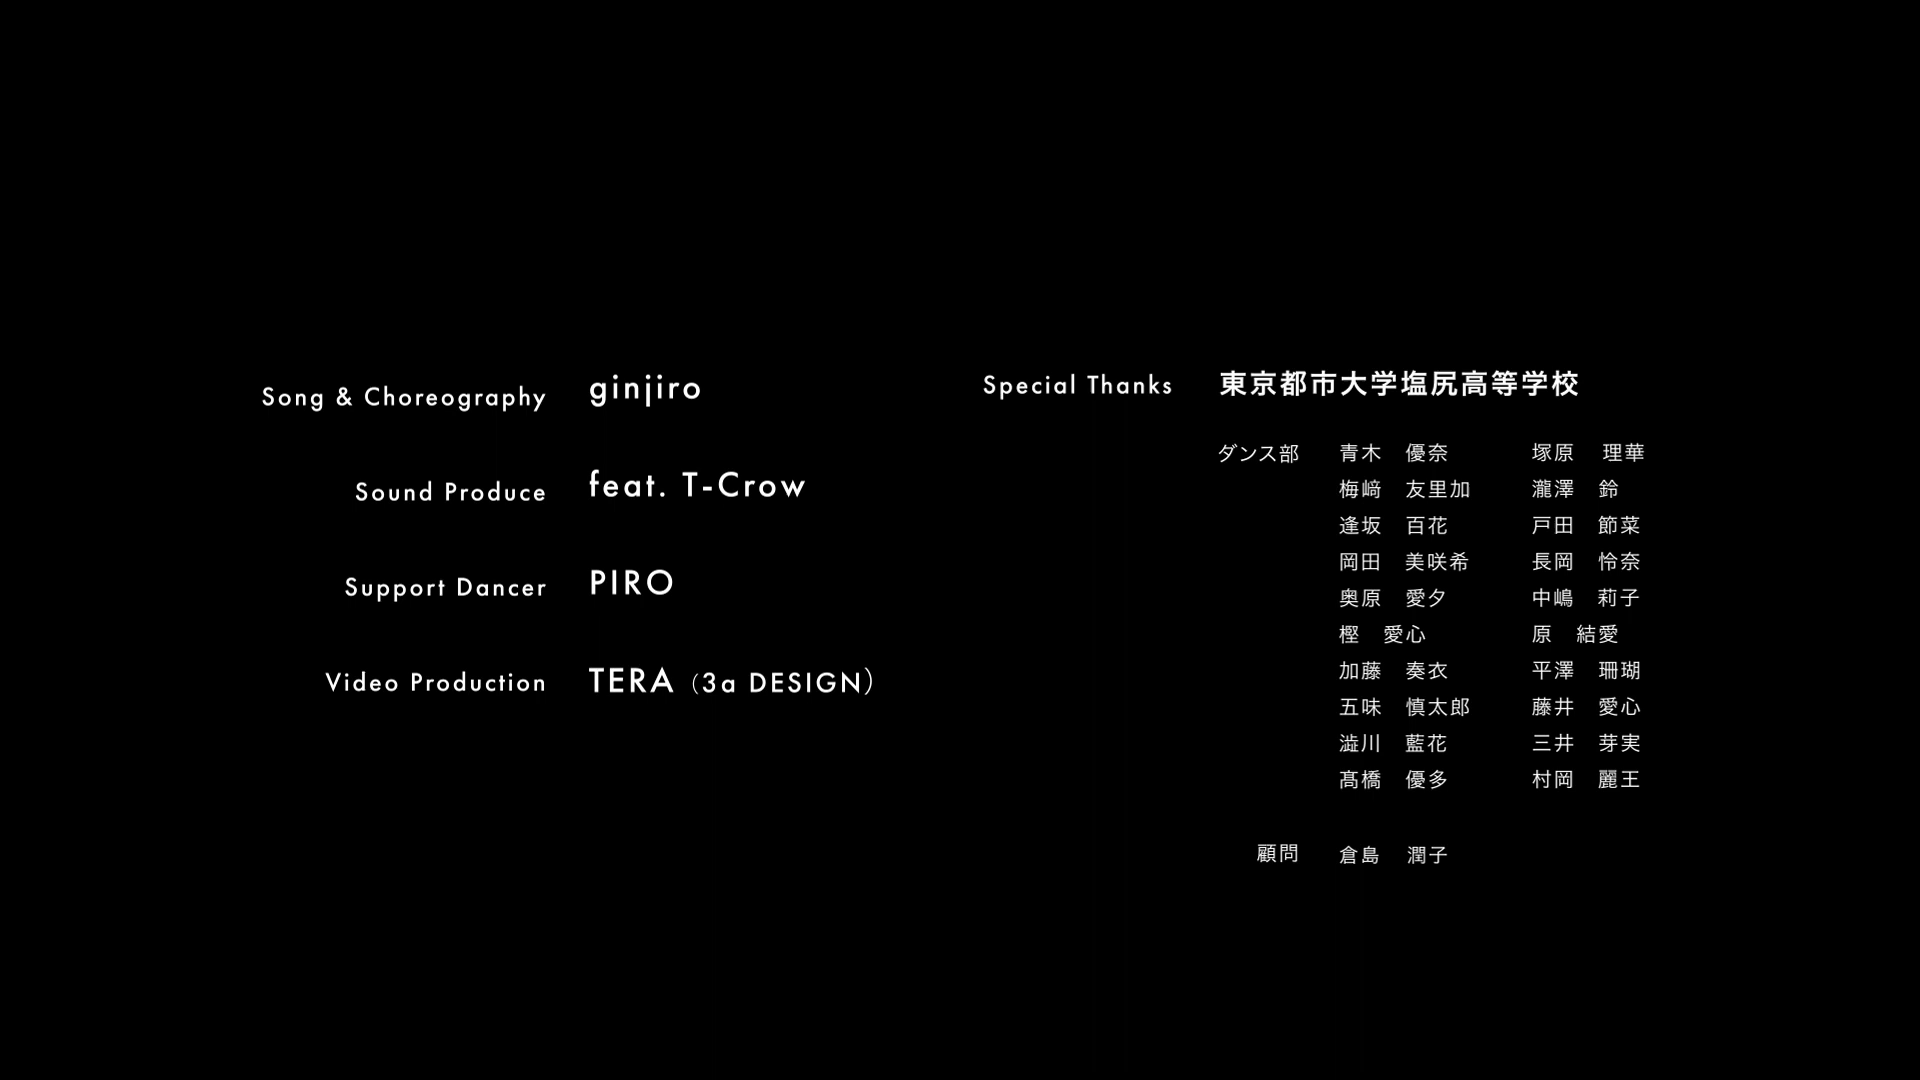 Song & Choreography ginjiro
Sound Produce feat. T-Crow
Support Dancer PIRO
Video Production TERA（3a DESIGN）
Special Thanks 東京都市大学塩尻高等学校
ダンス部 青木　優奈 塚原　理華
梅﨑　友里加 瀧澤　鈴
逢坂　百花 戸田　節菜
岡田　美咲希 長岡　怜奈
奥原　愛夕 中嶋　莉子
樫　愛心 原　結愛
加藤　奏衣 平澤　珊瑚
五味　慎太郎 藤井　愛心
澁川　藍花 三井　芽実
髙橋　優多 村岡　麗王
顧問 倉島　潤子